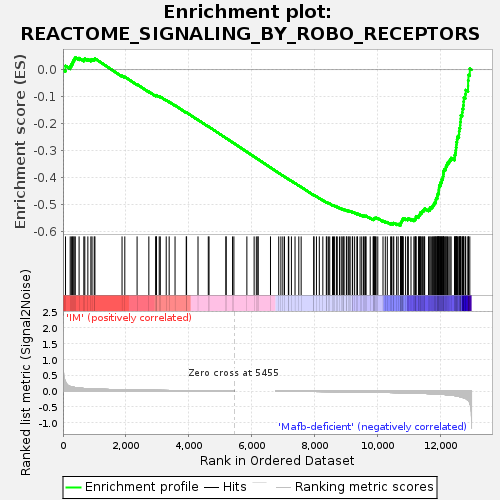 Enrichment plot:
REACTOME_SIGNALING_BY_ROBO_RECEPTORS
Enrichment score (ES)
0.0
-0.1
-0.2
-0.3
-0.4
-0.5
-0.6
'IM' (positively correlated)
Ranked list metric (Signal2Noise)
2.5
2.0
1.5
1.0
0.5
0.0
-0.5
-1.0
Zero cross at 5455
'Mafb-deficient' (negatively correlated)
0
2,000
4,000
6,000
8,000
10,000
12,000
Rank in Ordered Dataset
Enrichment profile
Hits
Ranking metric scores